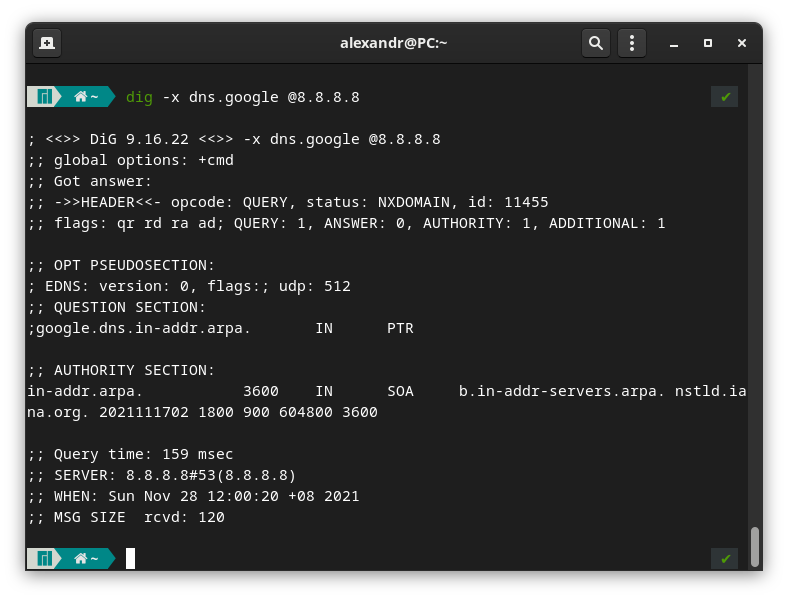 alexandr@PC:~
~ dig -x dns.google @8.8.8.8 ✔
; <<>> DiG 9.16.22 <<>> -x dns.google @8.8.8.8
;; global options: +cmd
;; Got answer:
;; ->>HEADER<<- opcode: QUERY, status: NXDOMAIN, id: 11455
;; flags: qr rd ra ad; QUERY: 1, ANSWER: 0, AUTHORITY: 1, ADDITIONAL: 1
;; OPT PSEUDOSECTION:
; EDNS: version: 0, flags:; udp: 512
;; QUESTION SECTION:
;google.dns.in-addr.arpa. IN PTR
;; AUTHORITY SECTION:
in-addr.arpa. 3600 IN SOA b.in-addr-servers.arpa. nstld.ia
na.org. 2021111702 1800 900 604800 3600
;; Query time: 159 msec
;; SERVER: 8.8.8.8#53(8.8.8.8)
;; WHEN: Sun Nov 28 12:00:20 +08 2021
;; MSG SIZE  rcvd: 120
~ ✔